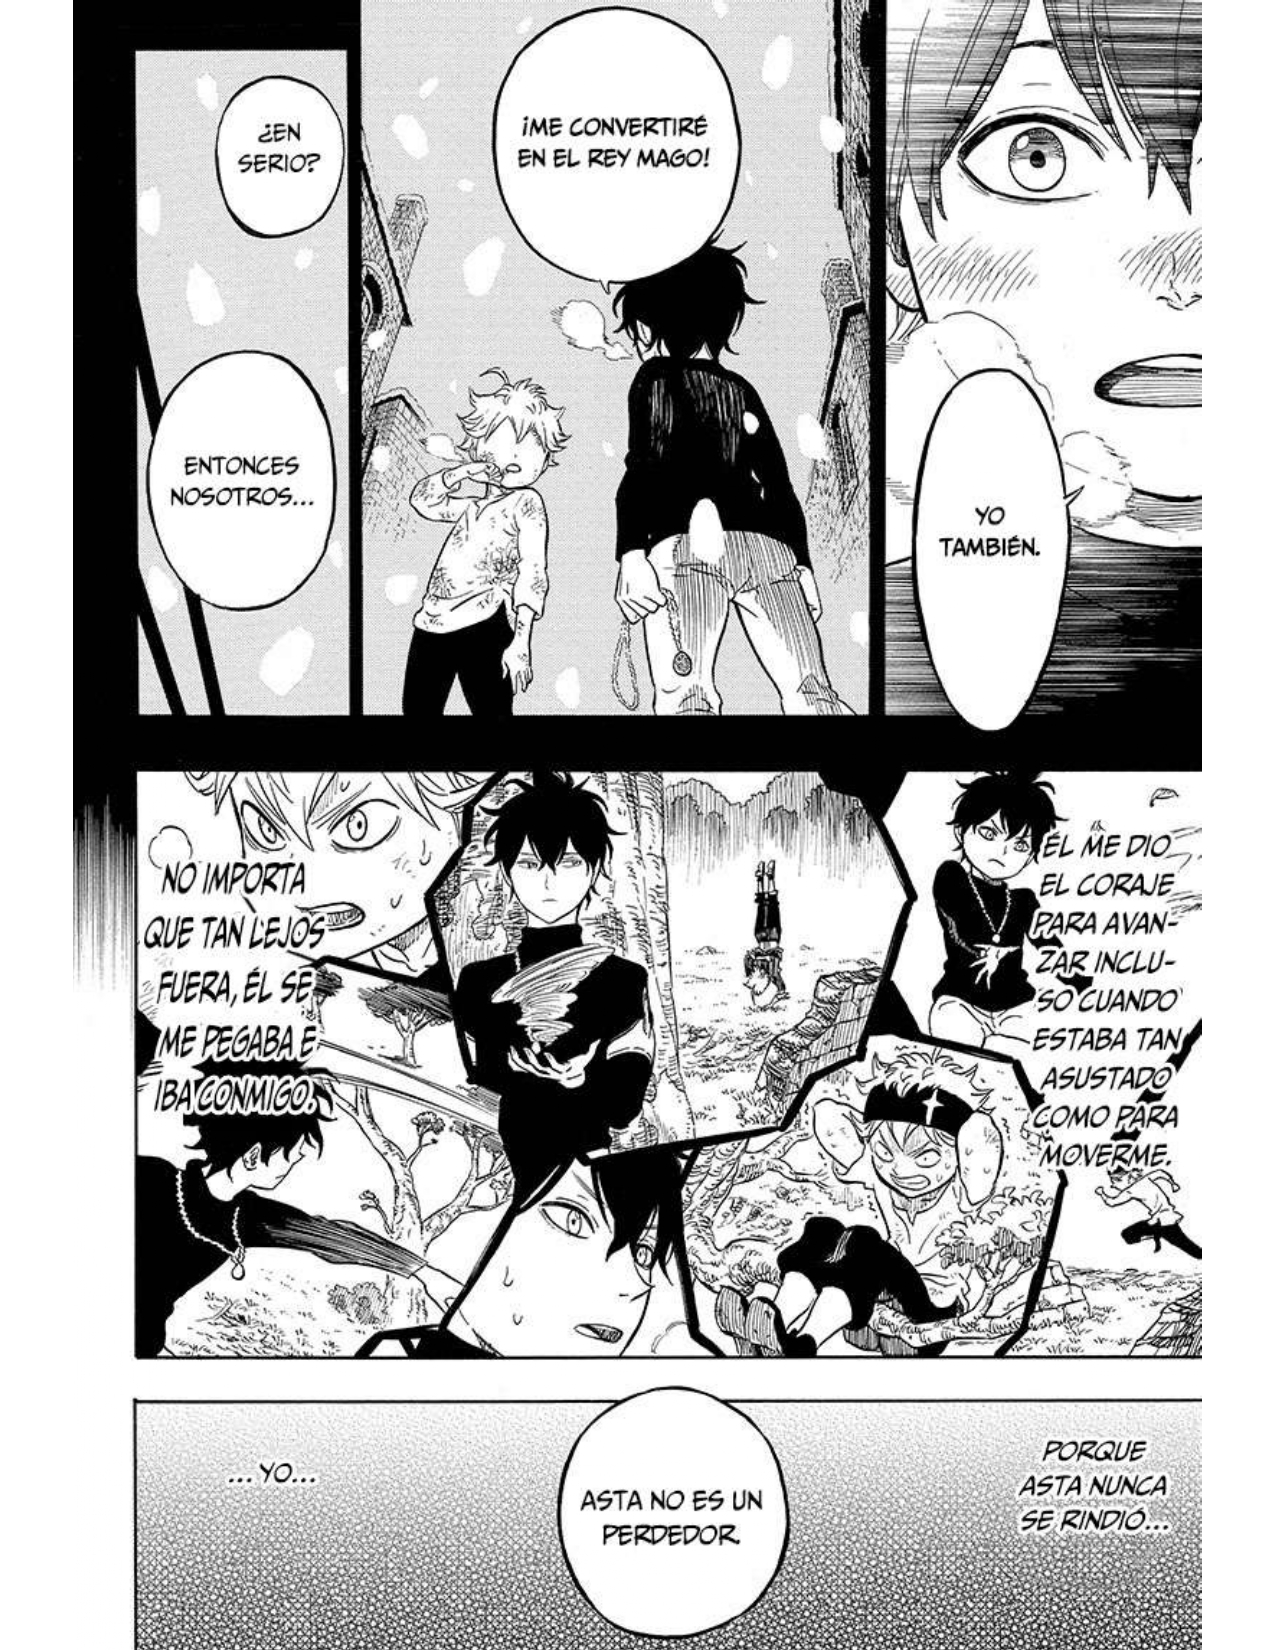 YO
TAMBIÉN.
¡ME CONVERTIRÉ
EN EL REY MAGO!
¿EN
SERIO?
ENTONCES
NOSOTROS...
ÉL ME DIO
EL CORAJE
PARA AVAN-
ZAR INCLU-
SO CUANDO
ESTABA TAN
ASUSTADO
COMO PARA
MOVERME.
NO IMPORTA
QUE TAN LEJOS
FUERA, ÉL SE
ME PEGABA E
IBA CONMIGO.
PORQUE
ASTA NUNCA
SE RINDIÓ...
ASTA NO ES UN
PERDEDOR.
...YO...